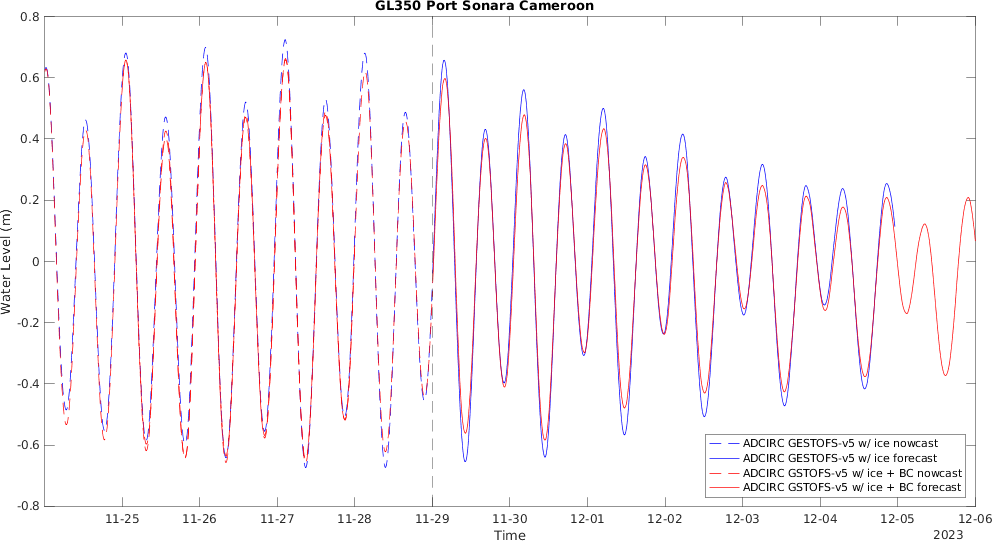 GL350 Port Sonara Cameroon
Water Level (m)
0.8
0.6
0.4
0.2
0
-0.2
-0.4
-0.6
-0.8
ADCIRC GESTOFS-v5 w/ ice nowcast
ADCIRC GESTOFS-v5 w/ ice forecast
ADCIRC GSTOFS-v5 w/ ice + BC nowcast
ADCIRC GSTOFS-v5 w/ ice + BC forecast
11-25 11-26 11-27 11-28 11-29 11-30 12-01 12-02 12-03 12-04 12-05 12-06
Time
2023